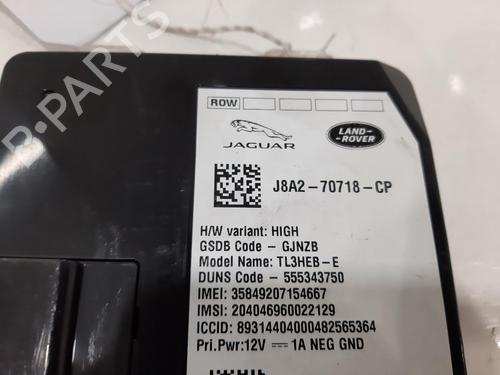 ROW
JAGUAR
LAND-
ROVER
J8A2-70718-CP
H/W variant: HIGH
GSDB Code - GJNZB
Model Name: TL3HEB-E
DUNS Code - 555343750
IMEI: 35849207154667
IMSI: 204046960022129
ICCID: 89314404000482565364
Pri.Pwr:12V 1A NEG GND
B-PARTS